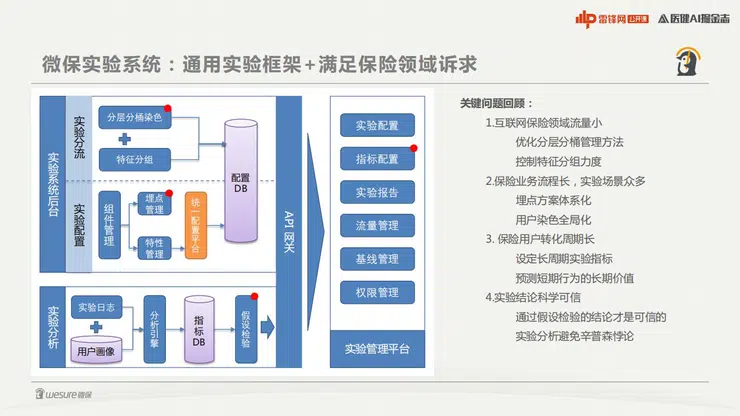 雷锋网 公开课 医健AI掘金志
微保实验系统：通用实验框架+满足保险领域诉求
实验系统后台
实验分流
分层分桶染色
特征分组
配置DB
实验配置
组件管理
埋点管理
特性管理
统一配置平台
实验分析
实验日志
用户画像
分析引擎
指标DB
假设检验
API 网关
实验配置
指标配置
实验报告
流量管理
基线管理
权限管理
实验管理平台
关键问题回顾：
1.互联网保险领域流量小
优化分层分桶管理方法
控制特征分组力度
2.保险业务流程长，实验场景众多
埋点方案体系化
用户染色全局化
3. 保险用户转化周期长
设定长周期实验指标
预测短期行为的长期价值
4.实验结论科学可信
通过假设检验的结论才是可信的
实验分析避免辛普森悖论
wesure微保